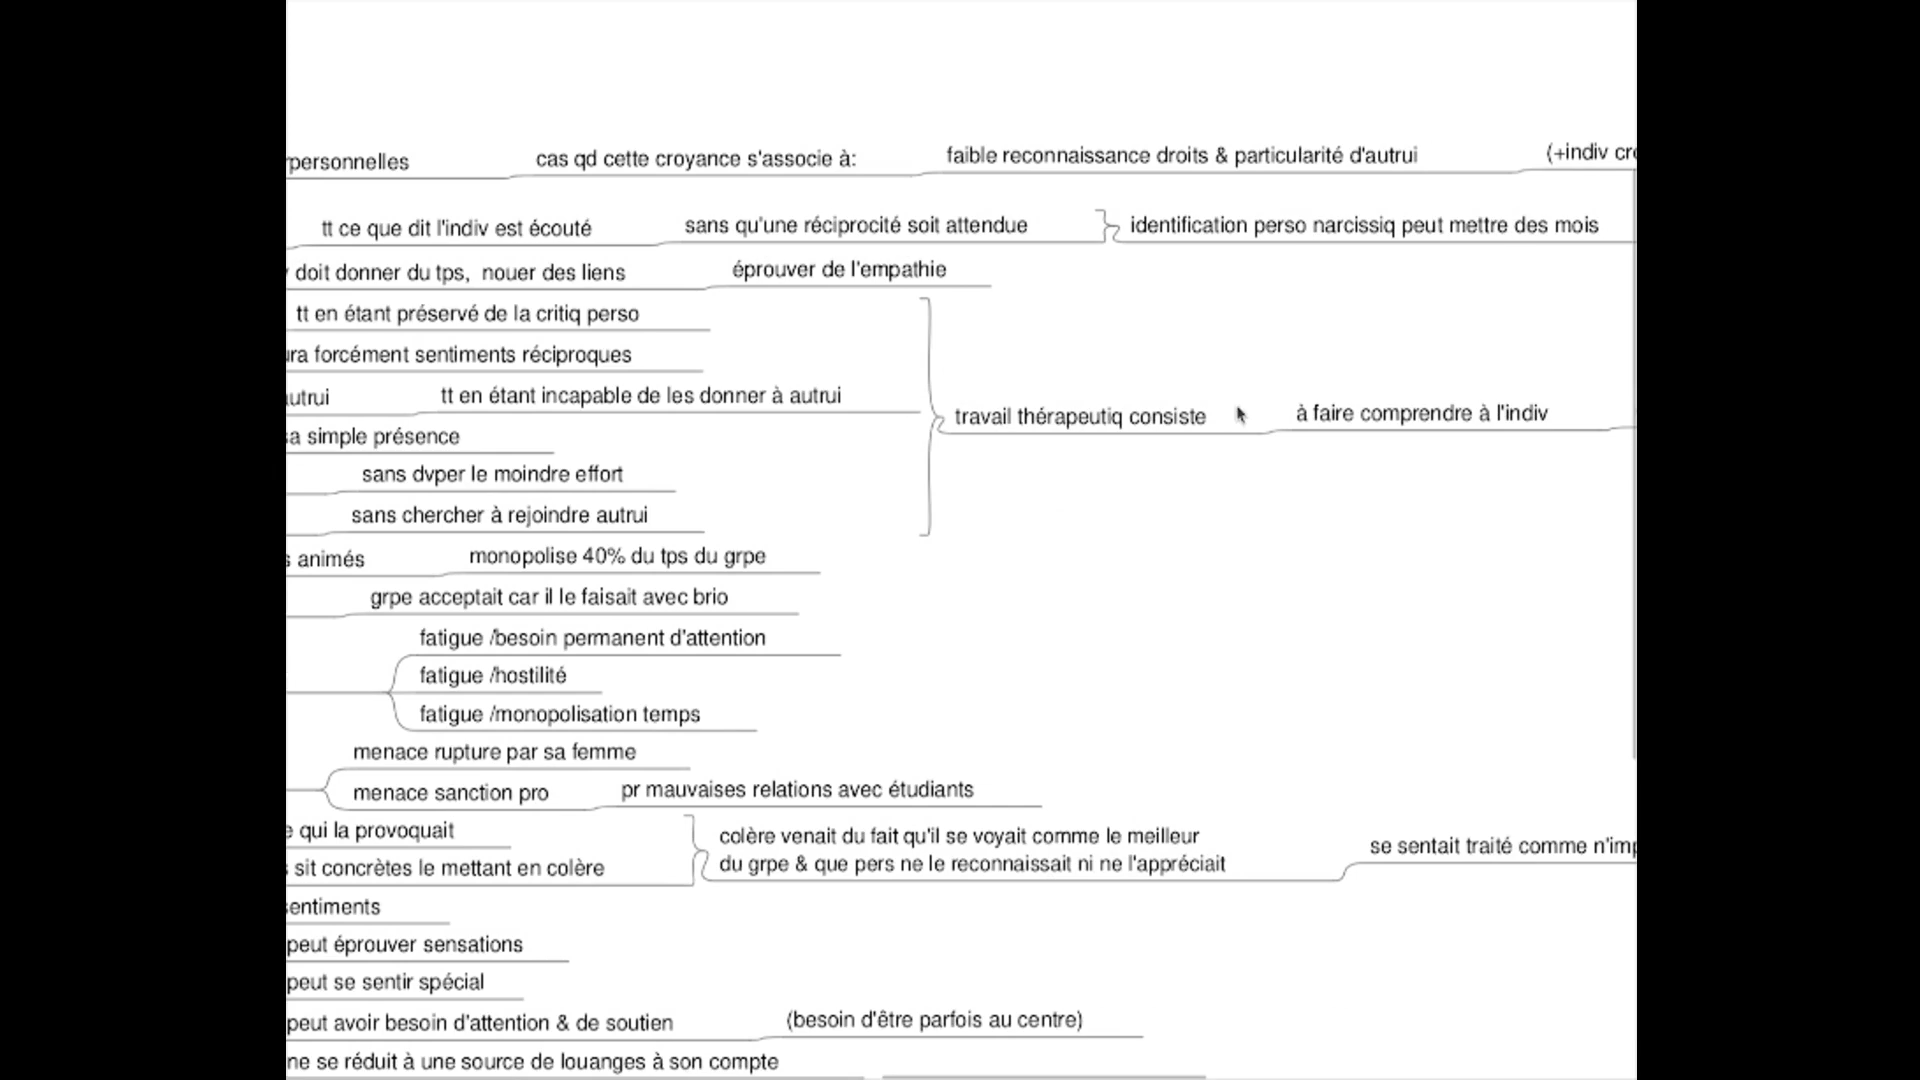 personnelles
cas qd cette croyance s'associe à:
faible reconnaissance droits & particularité d'autrui
(+indiv
tt ce que dit l'indiv est écouté
sans qu'une réciprocité soit attendue
identification perso narcissiq peut mettre des mois
doit donner du tps, nouer des liens
éprouver de l'empathie
tt en étant préservé de la critiq perso
forcément sentiments réciproques
autrui
tt en étant incapable de les donner à autrui
travail thérapeutiq consiste
à faire comprendre à l'indiv
sa simple présence
sans dvper le moindre effort
sans chercher à rejoindre autrui
animés
monopolise 40% du tps du grpe
grpe acceptait car il le faisait avec brio
fatigue /besoin permanent d'attention
fatigue /hostilité
fatigue /monopolisation temps
menace rupture par sa femme
menace sanction pro
pr mauvaises relations avec étudiants
qui la provoquait
sit concrètes le mettant en colère
colère venait du fait qu'il se voyait comme le meilleur
du grpe & que pers ne le reconnaissait ni ne l'appréciait
se sentait traité comme
sentiments
peut éprouver sensations
peut se sentir spécial
peut avoir besoin d'attention & de soutien
(besoin d'être parfois au centre)
ne se réduit à une source de louanges à son compte